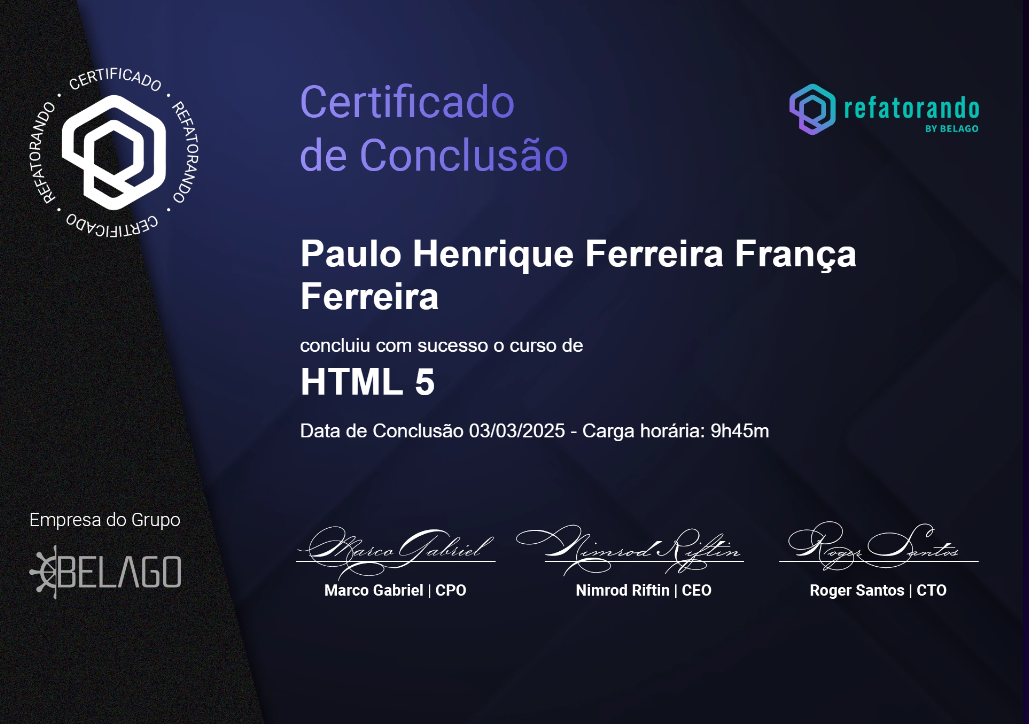 CERTIFICADO • REFATORANDO • CERTIFICADO • REFATORANDO •
Certificado
de Conclusão
refatorando
BY BELAGO
Paulo Henrique Ferreira França
Ferreira
concluiu com sucesso o curso de
HTML 5
Data de Conclusão 03/03/2025 - Carga horária: 9h45m
Empresa do Grupo
BELAGO
Marco Gabriel Nimrod Riftin Roger Santos
Marco Gabriel | CPO Nimrod Riftin | CEO Roger Santos | CTO